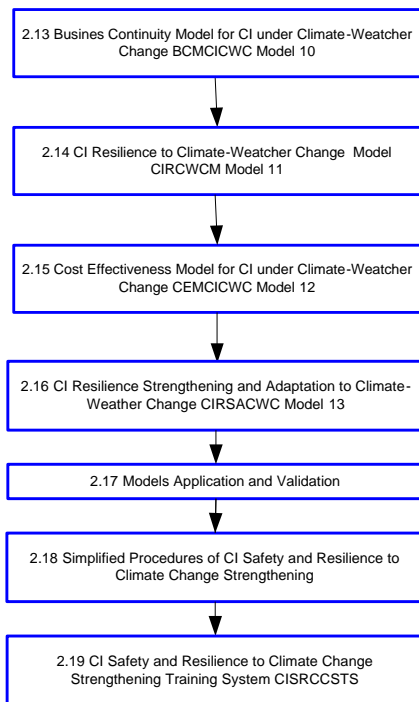 2.13 Busines Continuity Model for CI under Climate-Weatcher
Change BCMCICWC Model 10
2.14 CI Resilience to Climate-Weatcher Change Model
CIRCWCM Model 11
2.15 Cost Effectiveness Model for CI under Climate-Weatcher
Change CEMCICWC Model 12
2.16 CI Resilience Strengthening and Adaptation to Climate-
Weather Change CIRSACWC Model 13
2.17 Models Application and Validation
2.18 Simplified Procedures of CI Safety and Resilience to
Climate Change Strengthening
2.19 CI Safety and Resilience to Climate Change
Strengthening Training System CISRCCSTS